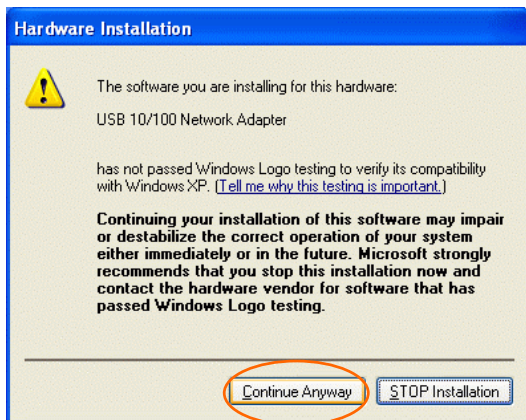 Hardware Installation
The software you are installing for this hardware:
USB 10/100 Network Adapter
has not passed Windows Logo testing to verify its compatibility
with Windows XP. (Tell me why this testing is important.)
Continuing your installation of this software may impair
or destabilize the correct operation of your system
either immediately or in the future. Microsoft strongly
recommends that you stop this installation now and
contact the hardware vendor for software that has
passed Windows Logo testing.
Continue Anyway STOP Installation